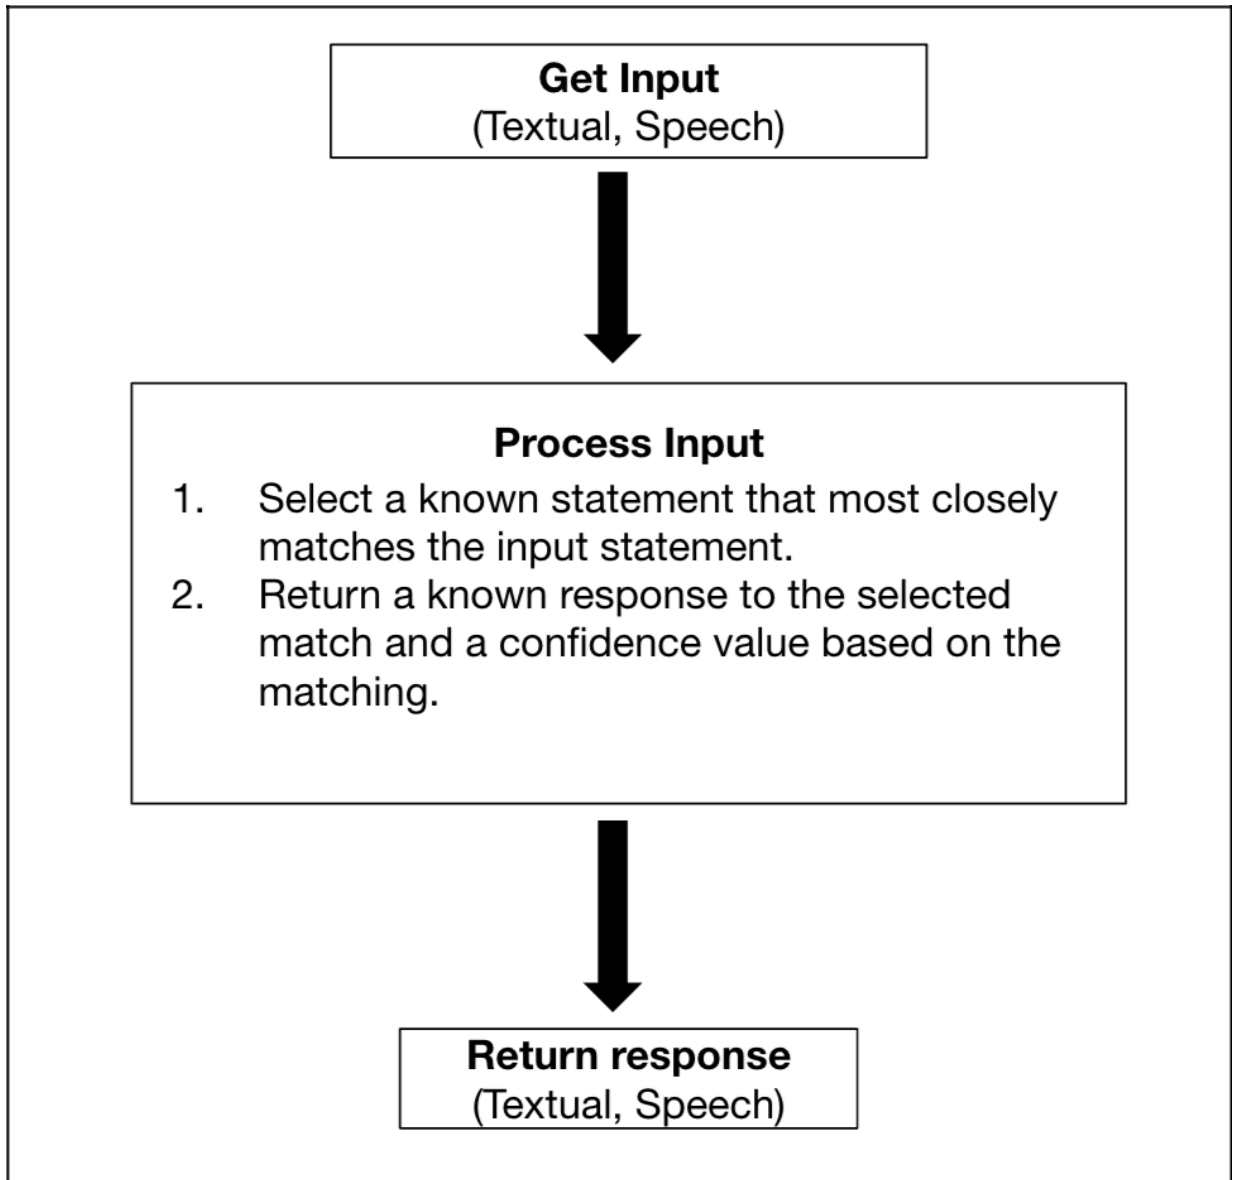 Get Input
(Textual, Speech)
Process Input
1. Select a known statement that most closely
matches the input statement.
2. Return a known response to the selected
match and a confidence value based on the
matching.
Return response
(Textual, Speech)